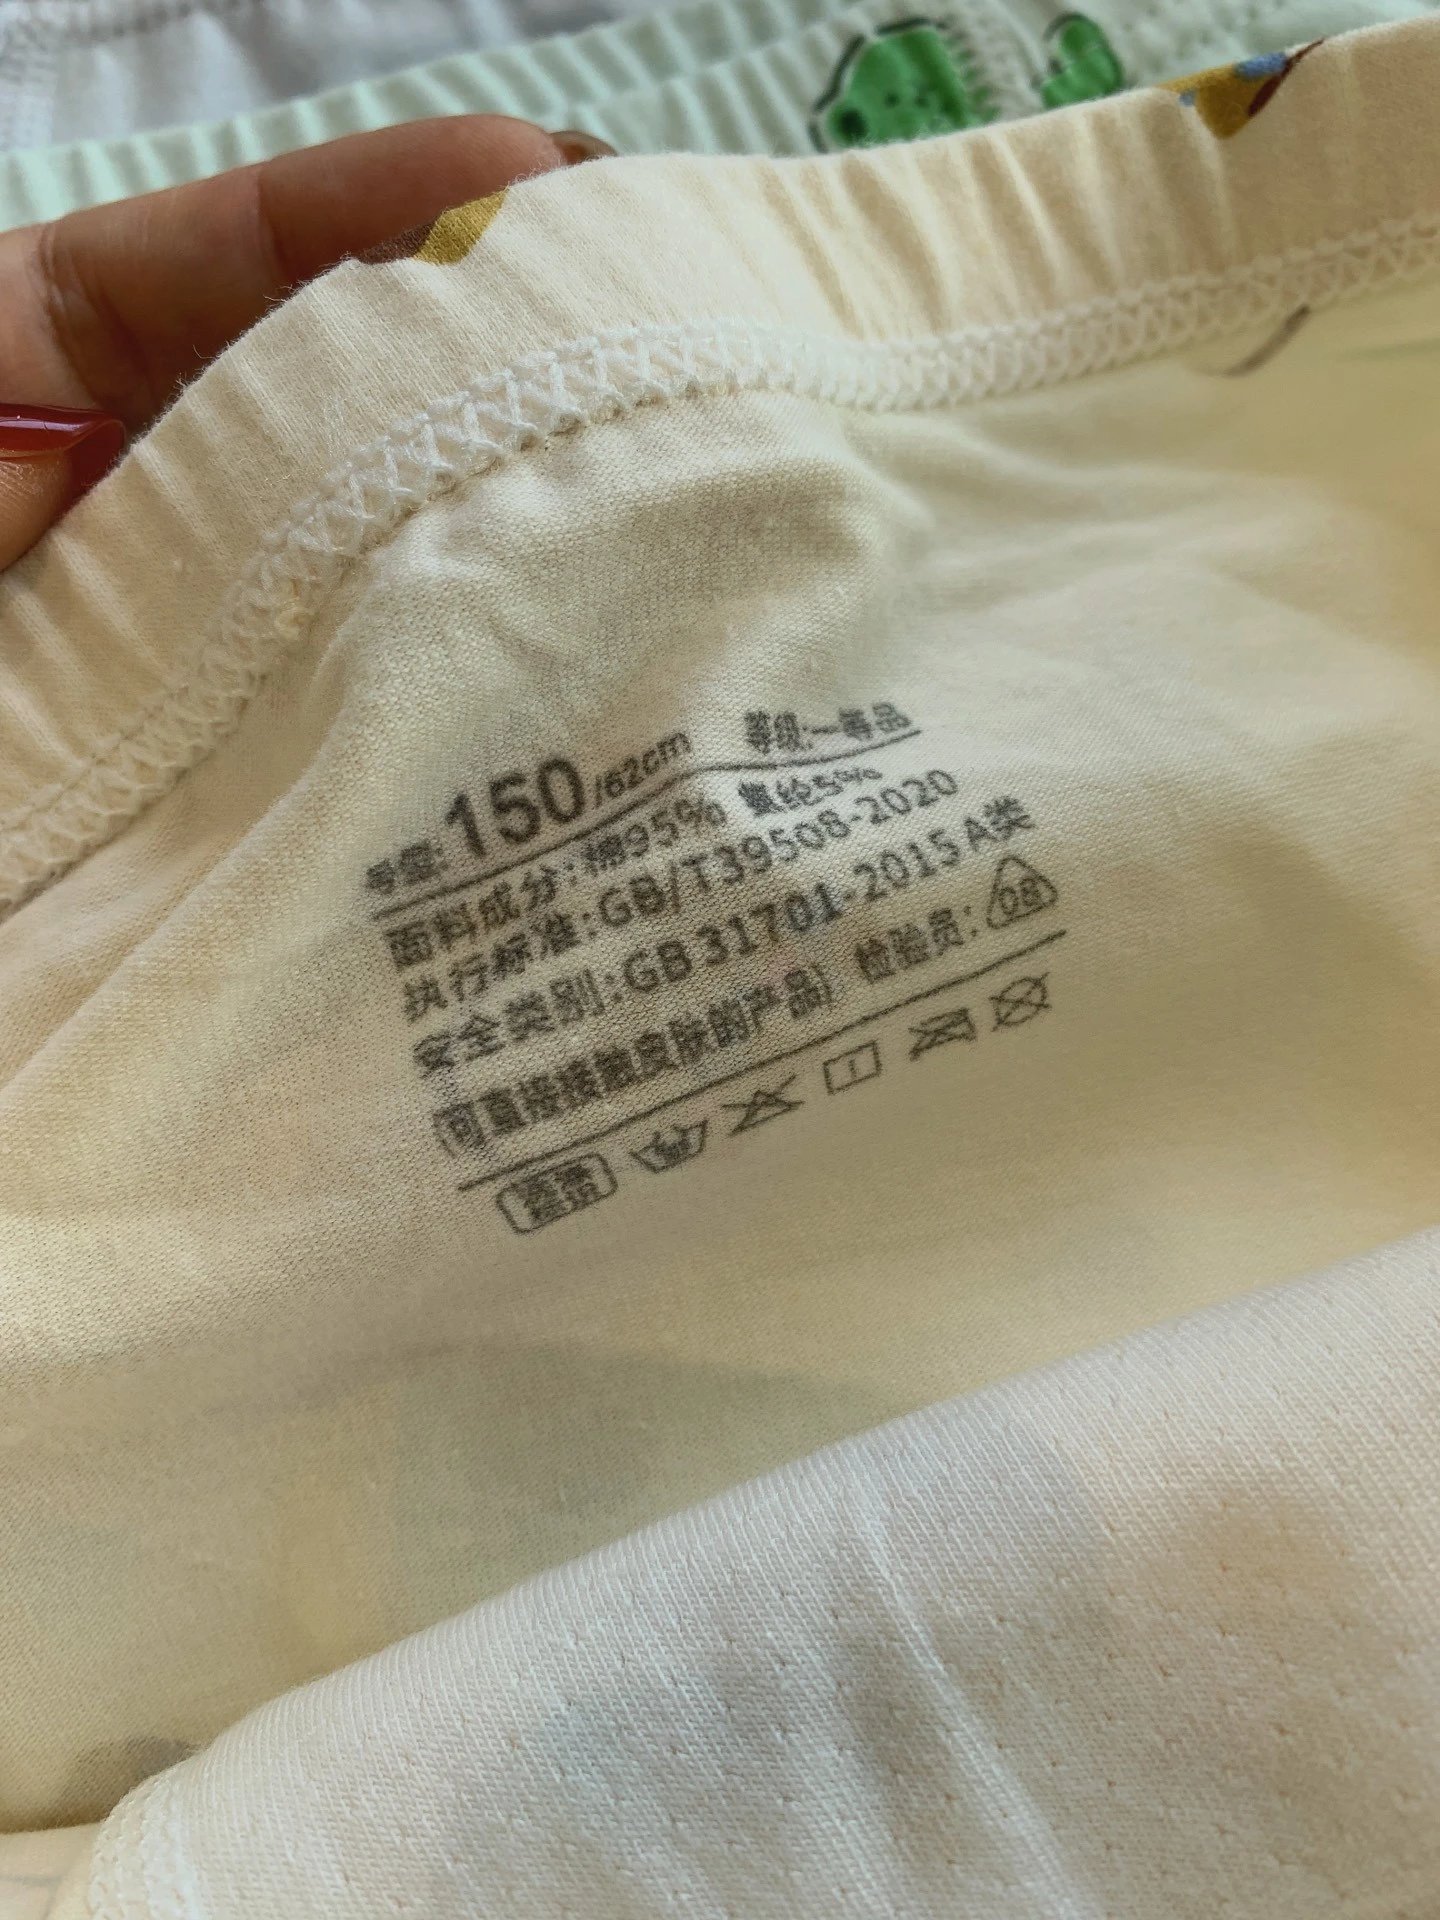 号型:150/62cm 等级:一等品
面料成分:棉95% 氨纶5%
执行标准:GB/T39508-2020
安全类别:GB 31701-2015 A类
(可直接接触皮肤的产品) 检验员:08